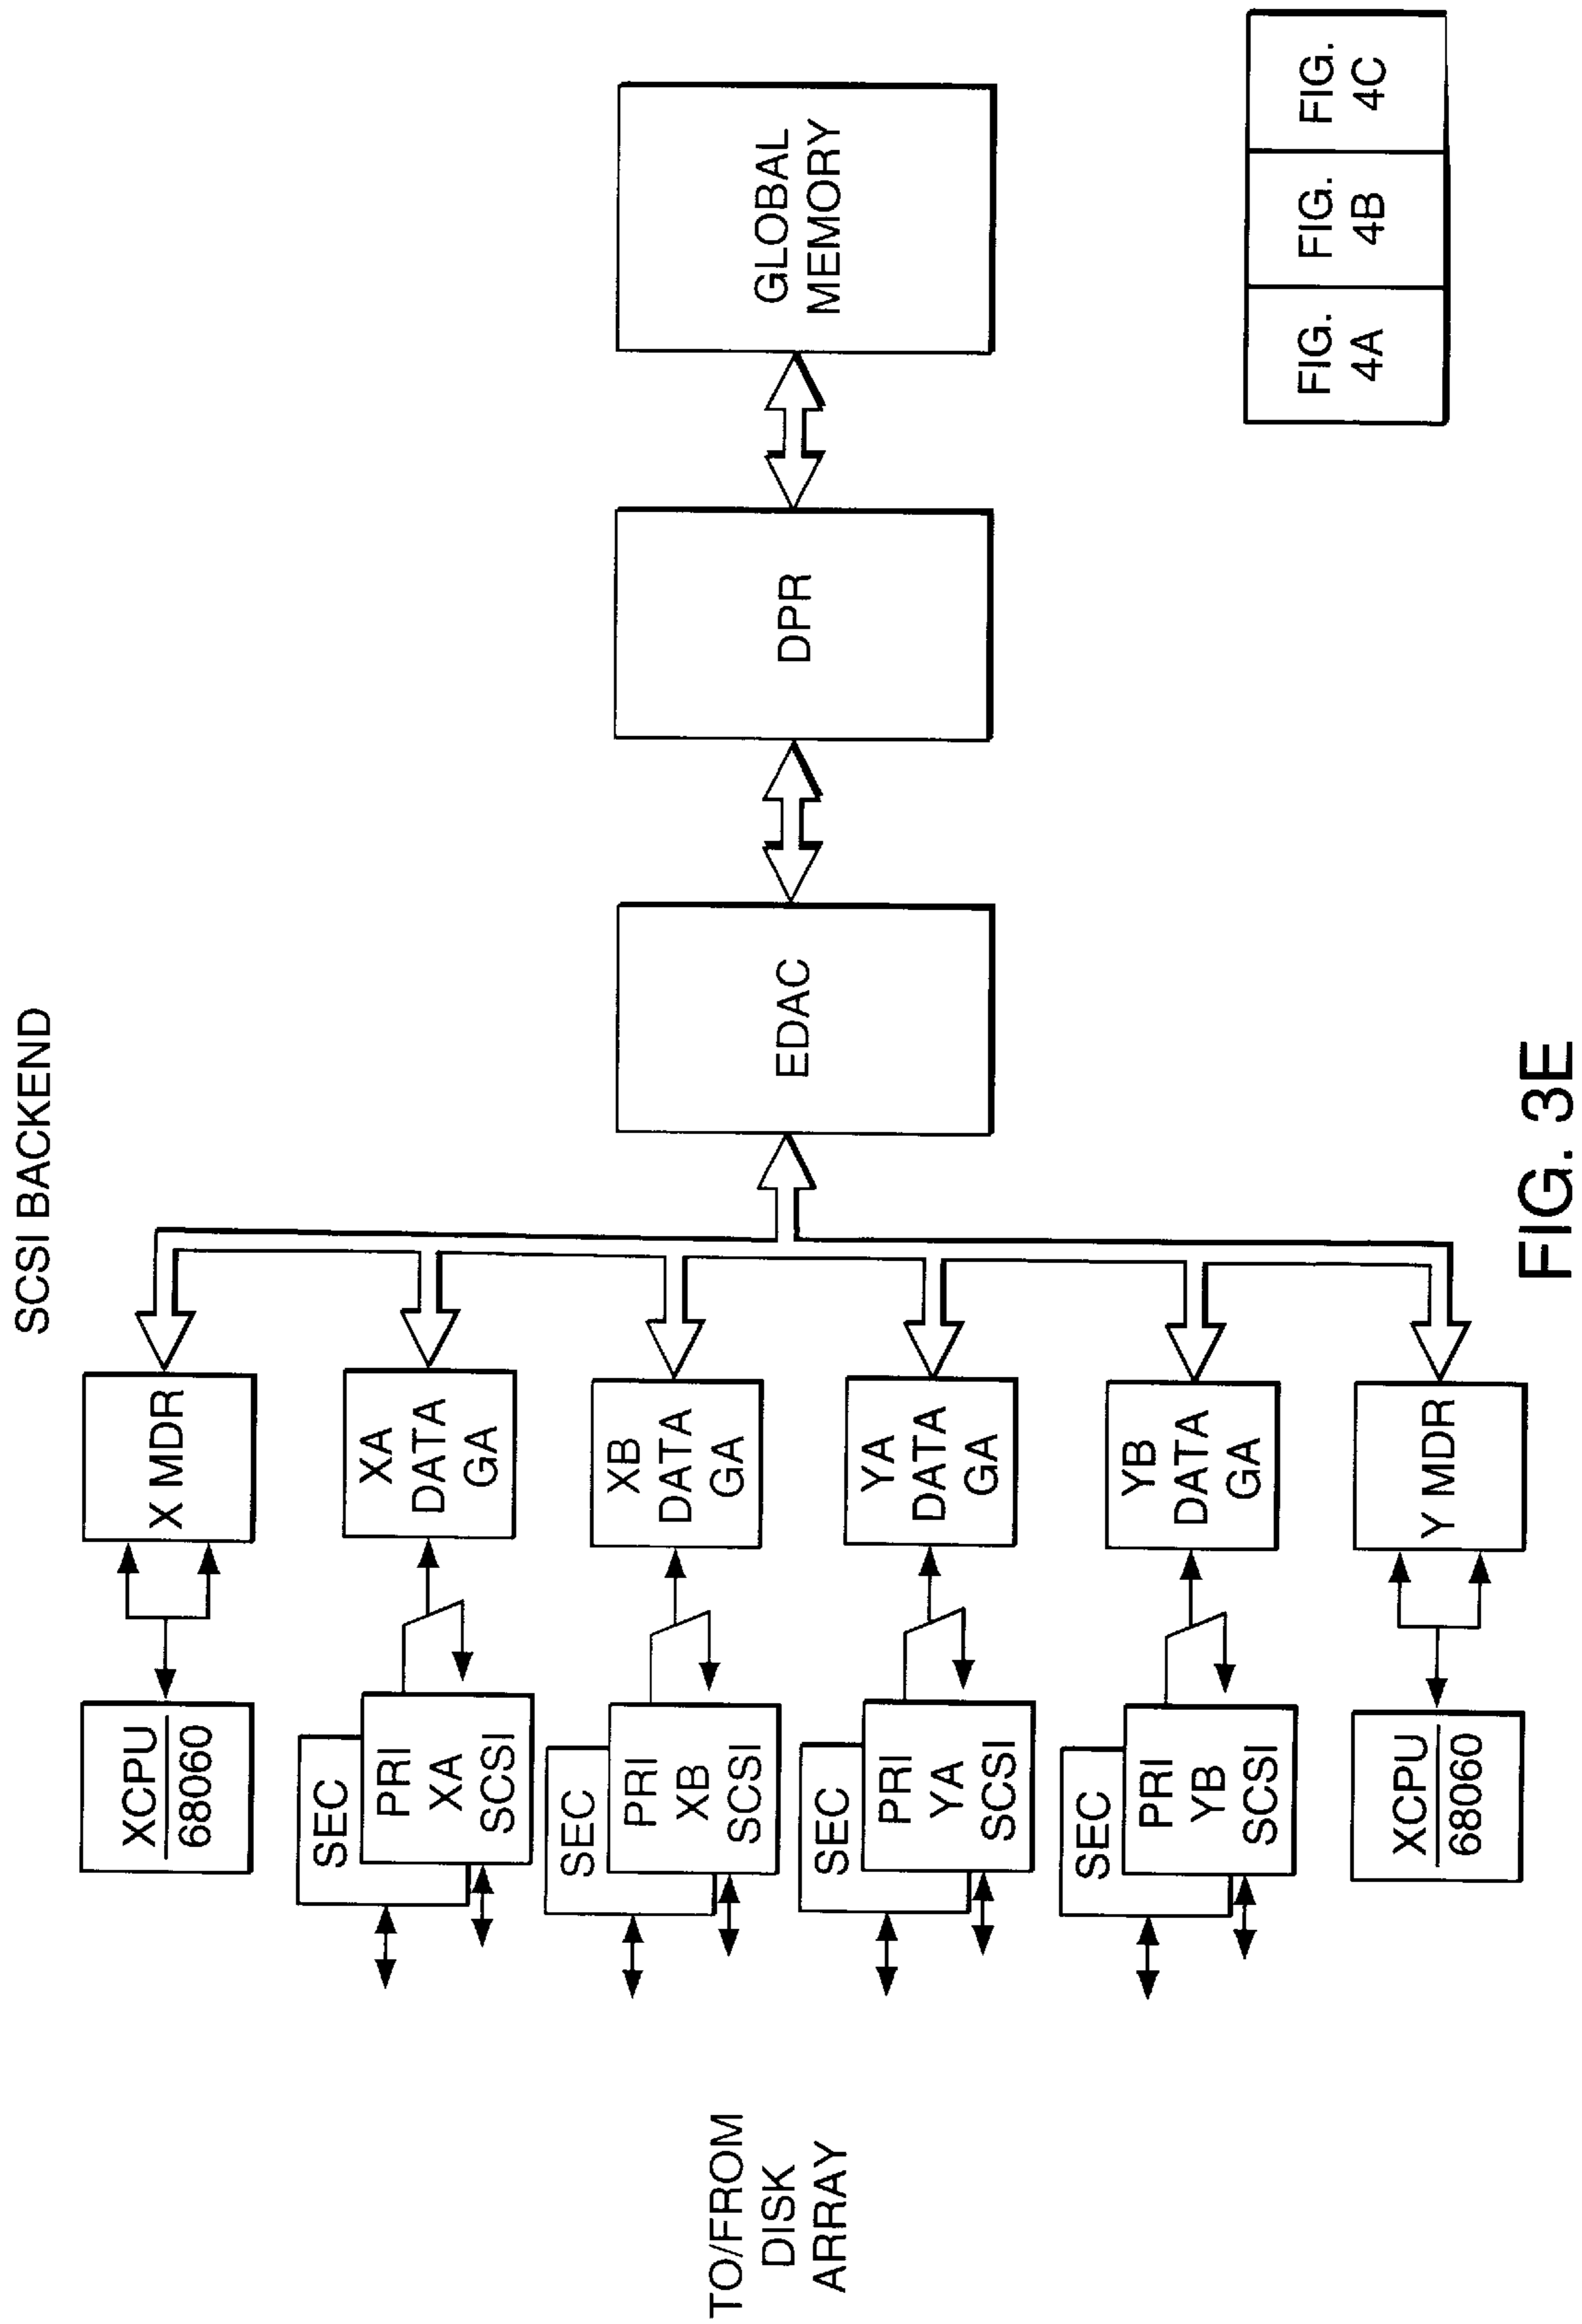 SCSI BACKEND
XCPU
68060
X MDR
SEC
PRI
XA
SCSI
XA
DATA
GA
SEC
PRI
XB
SCSI
XB
DATA
GA
TO/FROM
DISK
ARRAY
SEC
PRI
YA
SCSI
YA
DATA
GA
SEC
PRI
YB
SCSI
YB
DATA
GA
XCPU
68060
Y MDR
EDAC
DPR
GLOBAL
MEMORY
FIG.
4A
FIG.
4B
FIG.
4C
FIG. 3E